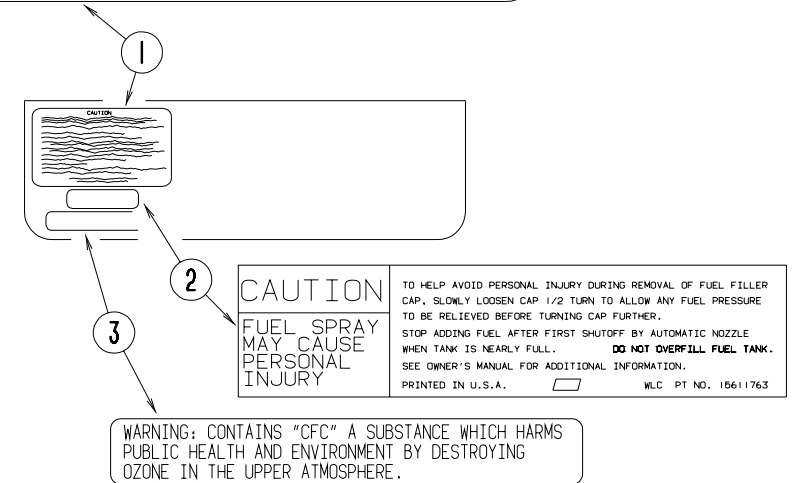 1
CAUTION
2
3
CAUTION
FUEL SPRAY
MAY CAUSE
PERSONAL
INJURY
TO HELP AVOID PERSONAL INJURY DURING REMOVAL OF FUEL FILLER
CAP, SLOWLY LOOSEN CAP 1/2 TURN TO ALLOW ANY FUEL PRESSURE
TO BE RELIEVED BEFORE TURNING CAP FURTHER.
STOP ADDING FUEL AFTER FIRST SHUTOFF BY AUTOMATIC NOZZLE
WHEN TANK IS NEARLY FULL. DO NOT OVERFILL FUEL TANK.
SEE OWNER'S MANUAL FOR ADDITIONAL INFORMATION.
PRINTED IN U.S.A. WLC PT NO. 15611763
WARNING: CONTAINS "CFC" A SUBSTANCE WHICH HARMS
PUBLIC HEALTH AND ENVIRONMENT BY DESTROYING
OZONE IN THE UPPER ATMOSPHERE.